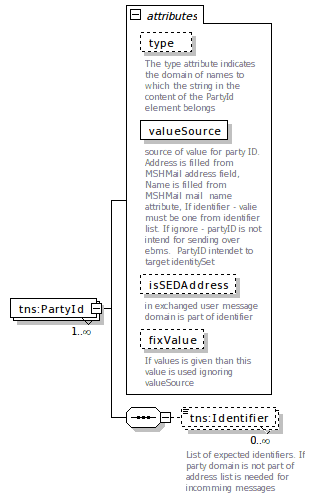 attributes
type
The type attribute indicates
the domain of names to
which the string in the
content of the PartyId
element belongs
valueSource
source of value for party ID.
Address is filled from
MSHMail address field,
Name is filled from
MSHMail mail  name
attribute, If identifier - valie
must be one from identifier
list. If ignore - partyID is not
intend for sending over
ebms.  PartyID intendet to
target identitySet
isSEDAddress
in exchanged user message
domain is part of identifier
fixValue
If values is given than this
value is used ignoring
valueSource
tns:PartyId
1..∞
tns:Identifier
0..∞
List of expected identifiers. If
party domain is not part of
address list is needed for
incomming messages